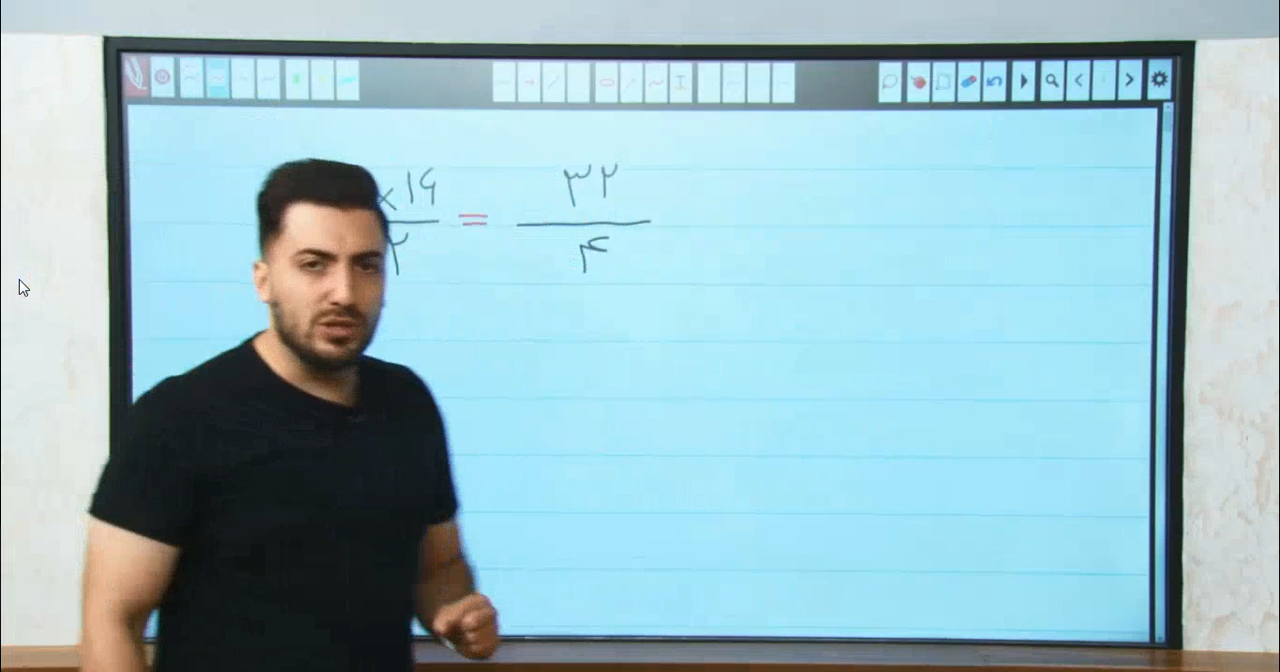 ×۱۶ = ۳۲
۲ ۴